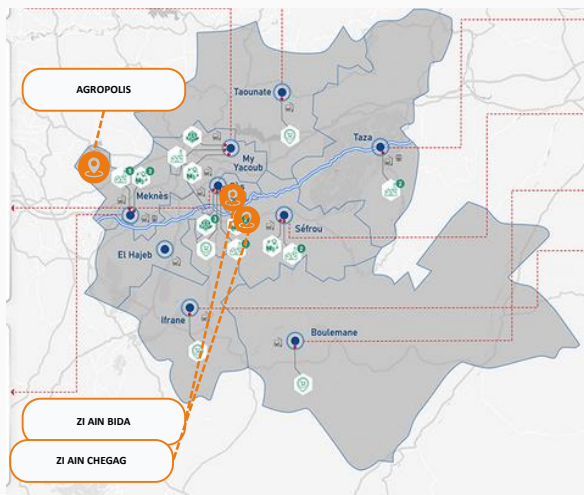 AGROPOLIS
Taounate
Taza
My
Yacoub
Meknès
Séfrou
El Hajeb
Ifrane
Boulemane
ZI AIN BIDA
ZI AIN CHEGAG